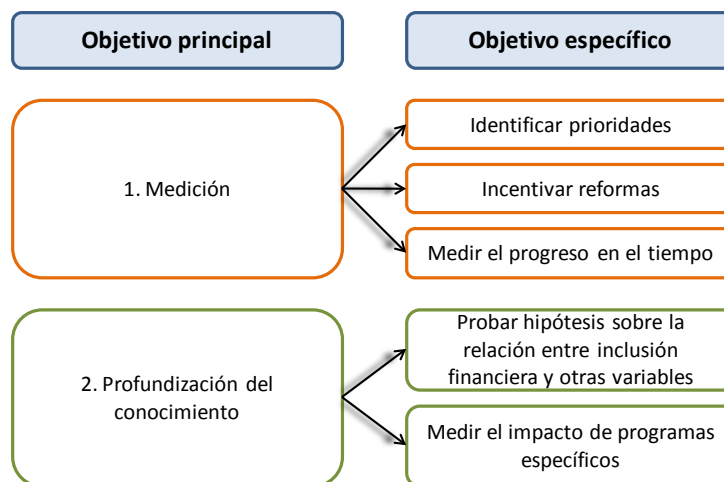 Objetivo principal
Objetivo específico
1. Medición
Identificar prioridades
Incentivar reformas
Medir el progreso en el tiempo
2. Profundización del
conocimiento
Probar hipótesis sobre la
relación entre inclusión
financiera y otras variables
Medir el impacto de programas
específicos